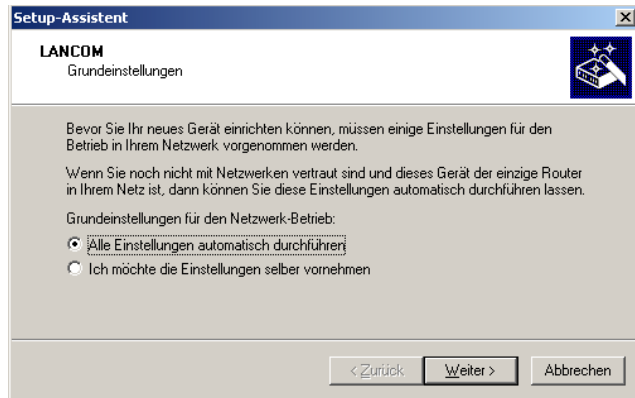 Setup-Assistent
LANCOM
Grundeinstellungen
Bevor Sie Ihr neues Gerät einrichten können, müssen einige Einstellungen für den
Betrieb in Ihrem Netzwerk vorgenommen werden.
Wenn Sie noch nicht mit Netzwerken vertraut sind und dieses Gerät der einzige Router
in Ihrem Netz ist, dann können Sie diese Einstellungen automatisch durchführen lassen.
Grundeinstellungen für den Netzwerk-Betrieb:
Alle Einstellungen automatisch durchführen
Ich möchte die Einstellungen selber vornehmen
< Zurück Weiter > Abbrechen